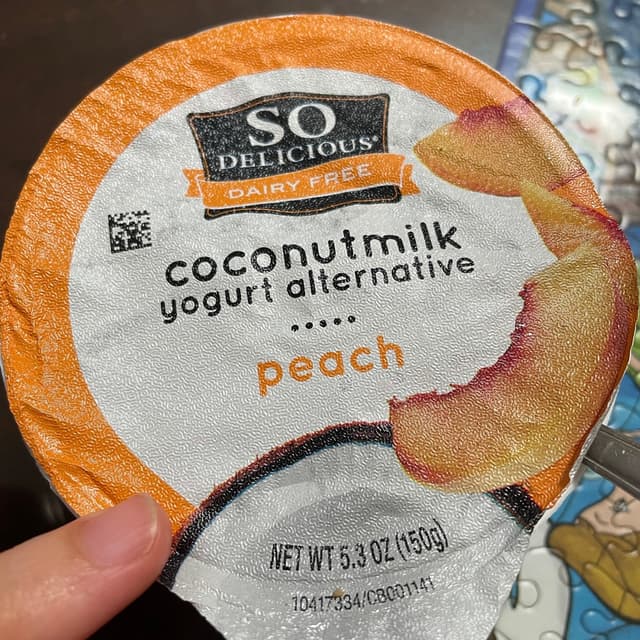 SO
DELICIOUS®
DAIRY FREE
coconutmilk
yogurt alternative
peach
NET WT 5.3 OZ (150g)
10417334/CB001141